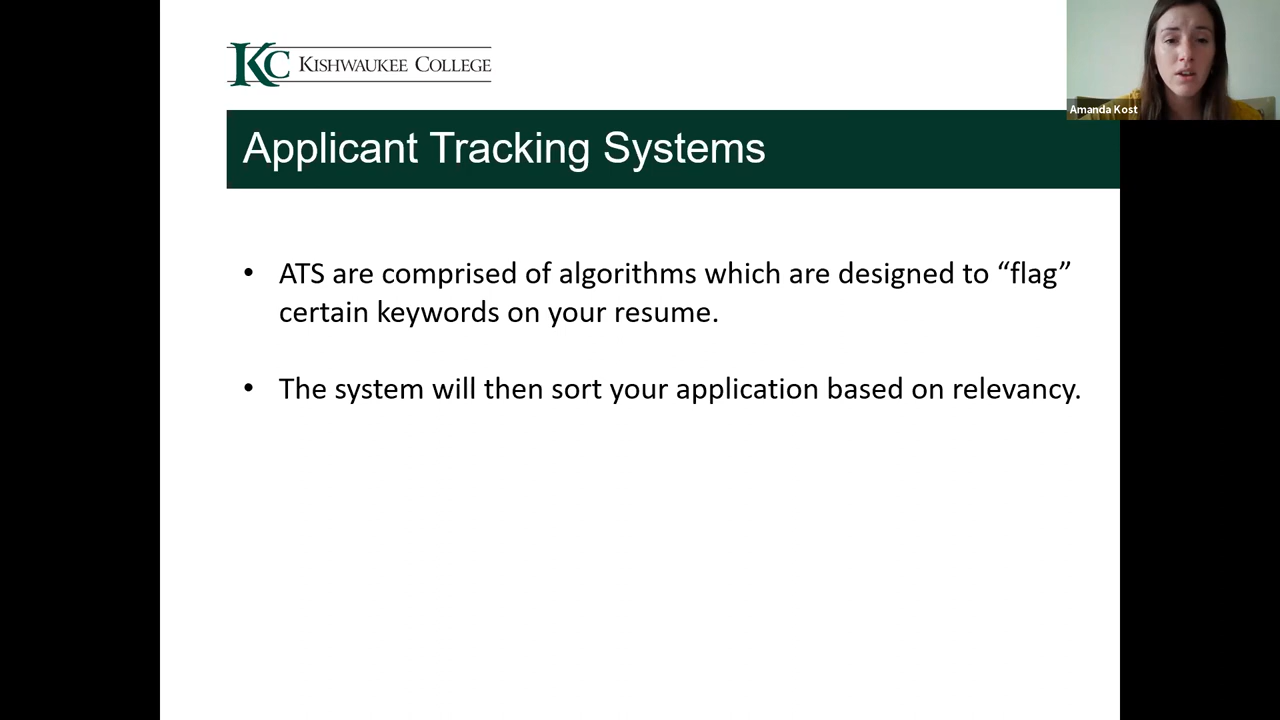 KC KISHWAUKEE COLLEGE
Amanda Kost
Applicant Tracking Systems
• ATS are comprised of algorithms which are designed to “flag”
certain keywords on your resume.
• The system will then sort your application based on relevancy.